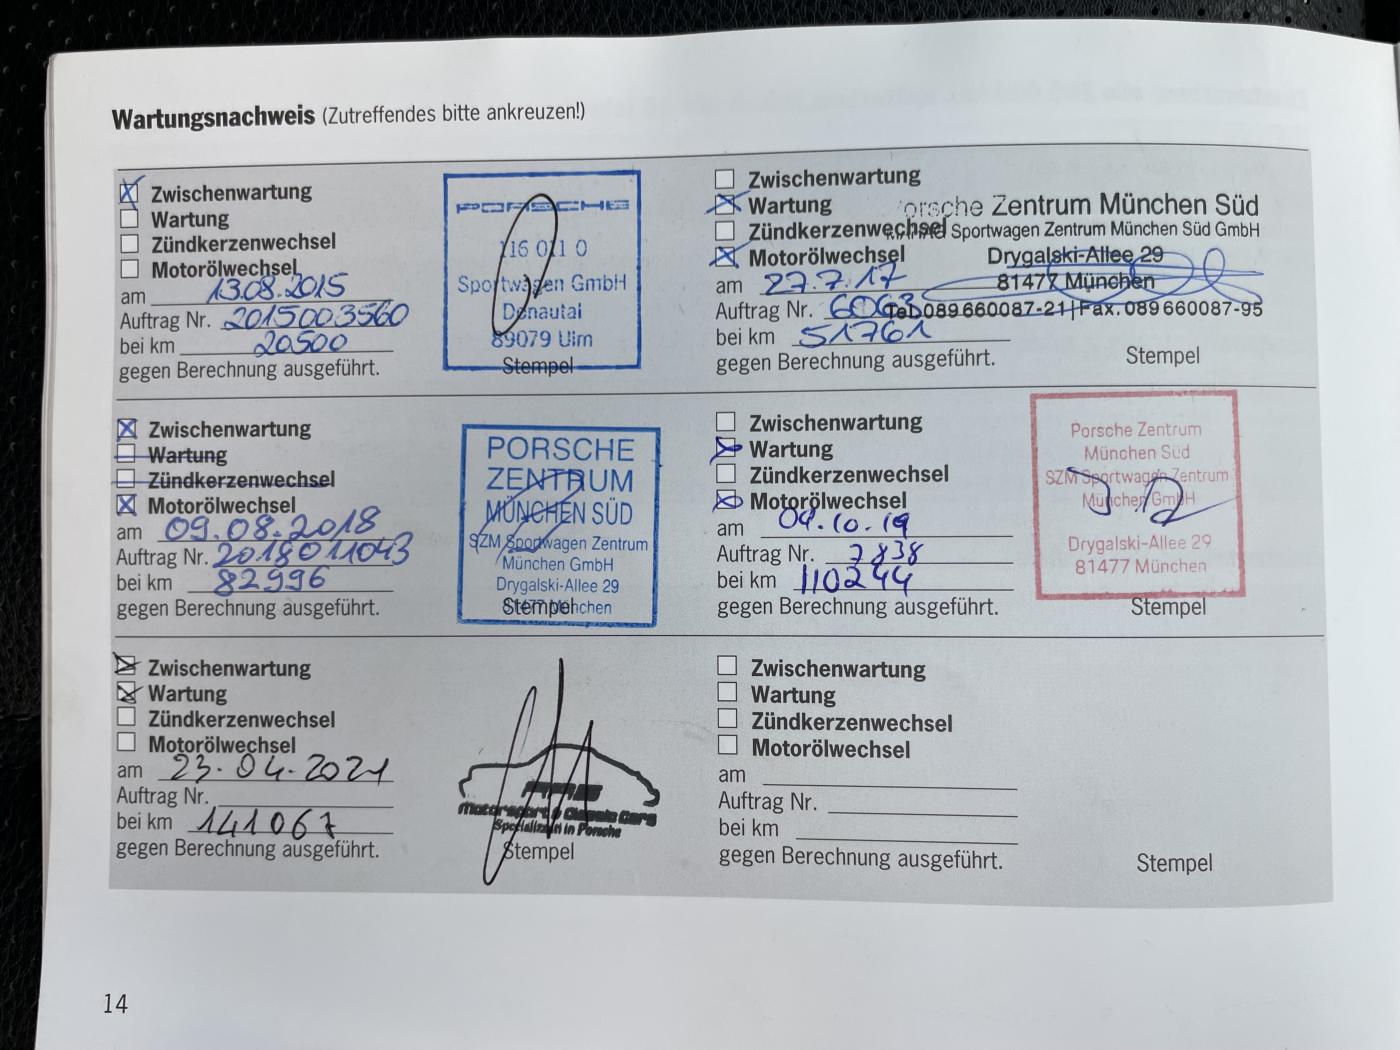 Wartungsnachweis (Zutreffendes bitte ankreuzen!)
Zwischenwartung
Wartung
Zündkerzenwechsel
Motorölwechsel
am 13.08.2015
Auftrag Nr. 2015003560
bei km 20500
gegen Berechnung ausgeführt.
PORSCHE
116 011 0
Sportwagen GmbH
Donautal
89079 Ulm
Stempel
Zwischenwartung
Wartung
Zündkerzenwechsel
Motorölwechsel
am 27.7.17
Auftrag Nr. 6063
bei km 51761
gegen Berechnung ausgeführt.
orsche Zentrum München Süd
Sportwagen Zentrum München Süd GmbH
Drygalski-Allee 29
81477 München
Tel. 089 660087-21 | Fax. 089 660087-95
Stempel
Zwischenwartung
Wartung
Zündkerzenwechsel
Motorölwechsel
am 09.08.2018
Auftrag Nr. 2018011043
bei km 82996
gegen Berechnung ausgeführt.
PORSCHE
ZENTRUM
MÜNCHEN SÜD
SZM Sportwagen Zentrum
München GmbH
Drygalski-Allee 29
81477 München
Stempel
Zwischenwartung
Wartung
Zündkerzenwechsel
Motorölwechsel
am 04.10.19
Auftrag Nr. 7838
bei km 110244
gegen Berechnung ausgeführt.
Porsche Zentrum
München Süd
SZM Sportwagen Zentrum
München GmbH
Drygalski-Allee 29
81477 München
Stempel
Zwischenwartung
Wartung
Zündkerzenwechsel
Motorölwechsel
am 23.04.2021
Auftrag Nr.
bei km 141067
gegen Berechnung ausgeführt.
Motorsport & Classic Cars
Spezialized in Porsche
Stempel
Zwischenwartung
Wartung
Zündkerzenwechsel
Motorölwechsel
am
Auftrag Nr.
bei km
gegen Berechnung ausgeführt.
Stempel
14